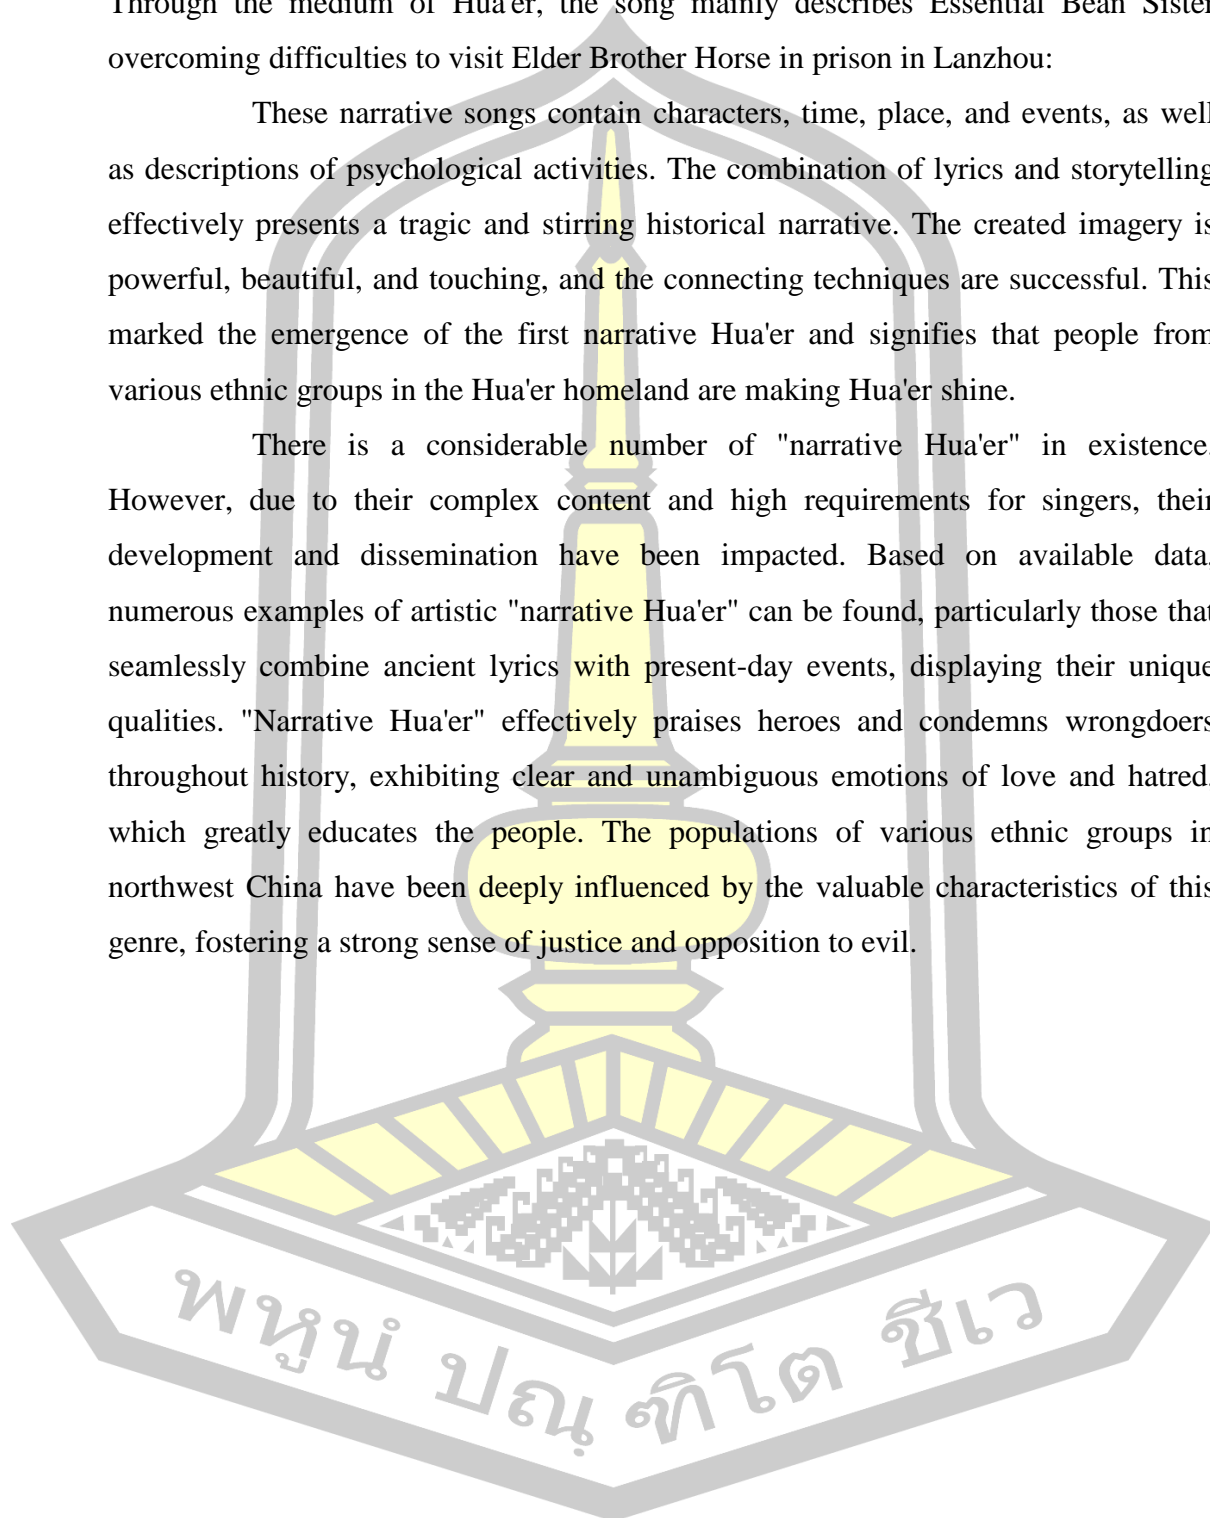 Through the medium of Hua'er, the song mainly describes Essential Bean Sister
overcoming difficulties to visit Elder Brother Horse in prison in Lanzhou:
These narrative songs contain characters, time, place, and events, as well
as descriptions of psychological activities. The combination of lyrics and storytelling
effectively presents a tragic and stirring historical narrative. The created imagery is
powerful, beautiful, and touching, and the connecting techniques are successful. This
marked the emergence of the first narrative Hua'er and signifies that people from
various ethnic groups in the Hua'er homeland are making Hua'er shine.
There is a considerable number of "narrative Hua'er" in existence.
However, due to their complex content and high requirements for singers, their
development and dissemination have been impacted. Based on available data,
numerous examples of artistic "narrative Hua'er" can be found, particularly those that
seamlessly combine ancient lyrics with present-day events, displaying their unique
qualities. "Narrative Hua'er" effectively praises heroes and condemns wrongdoers
throughout history, exhibiting clear and unambiguous emotions of love and hatred,
which greatly educates the people. The populations of various ethnic groups in
northwest China have been deeply influenced by the valuable characteristics of this
genre, fostering a strong sense of justice and opposition to evil.
พหูนํ ปณฺฑิโต ชีเว